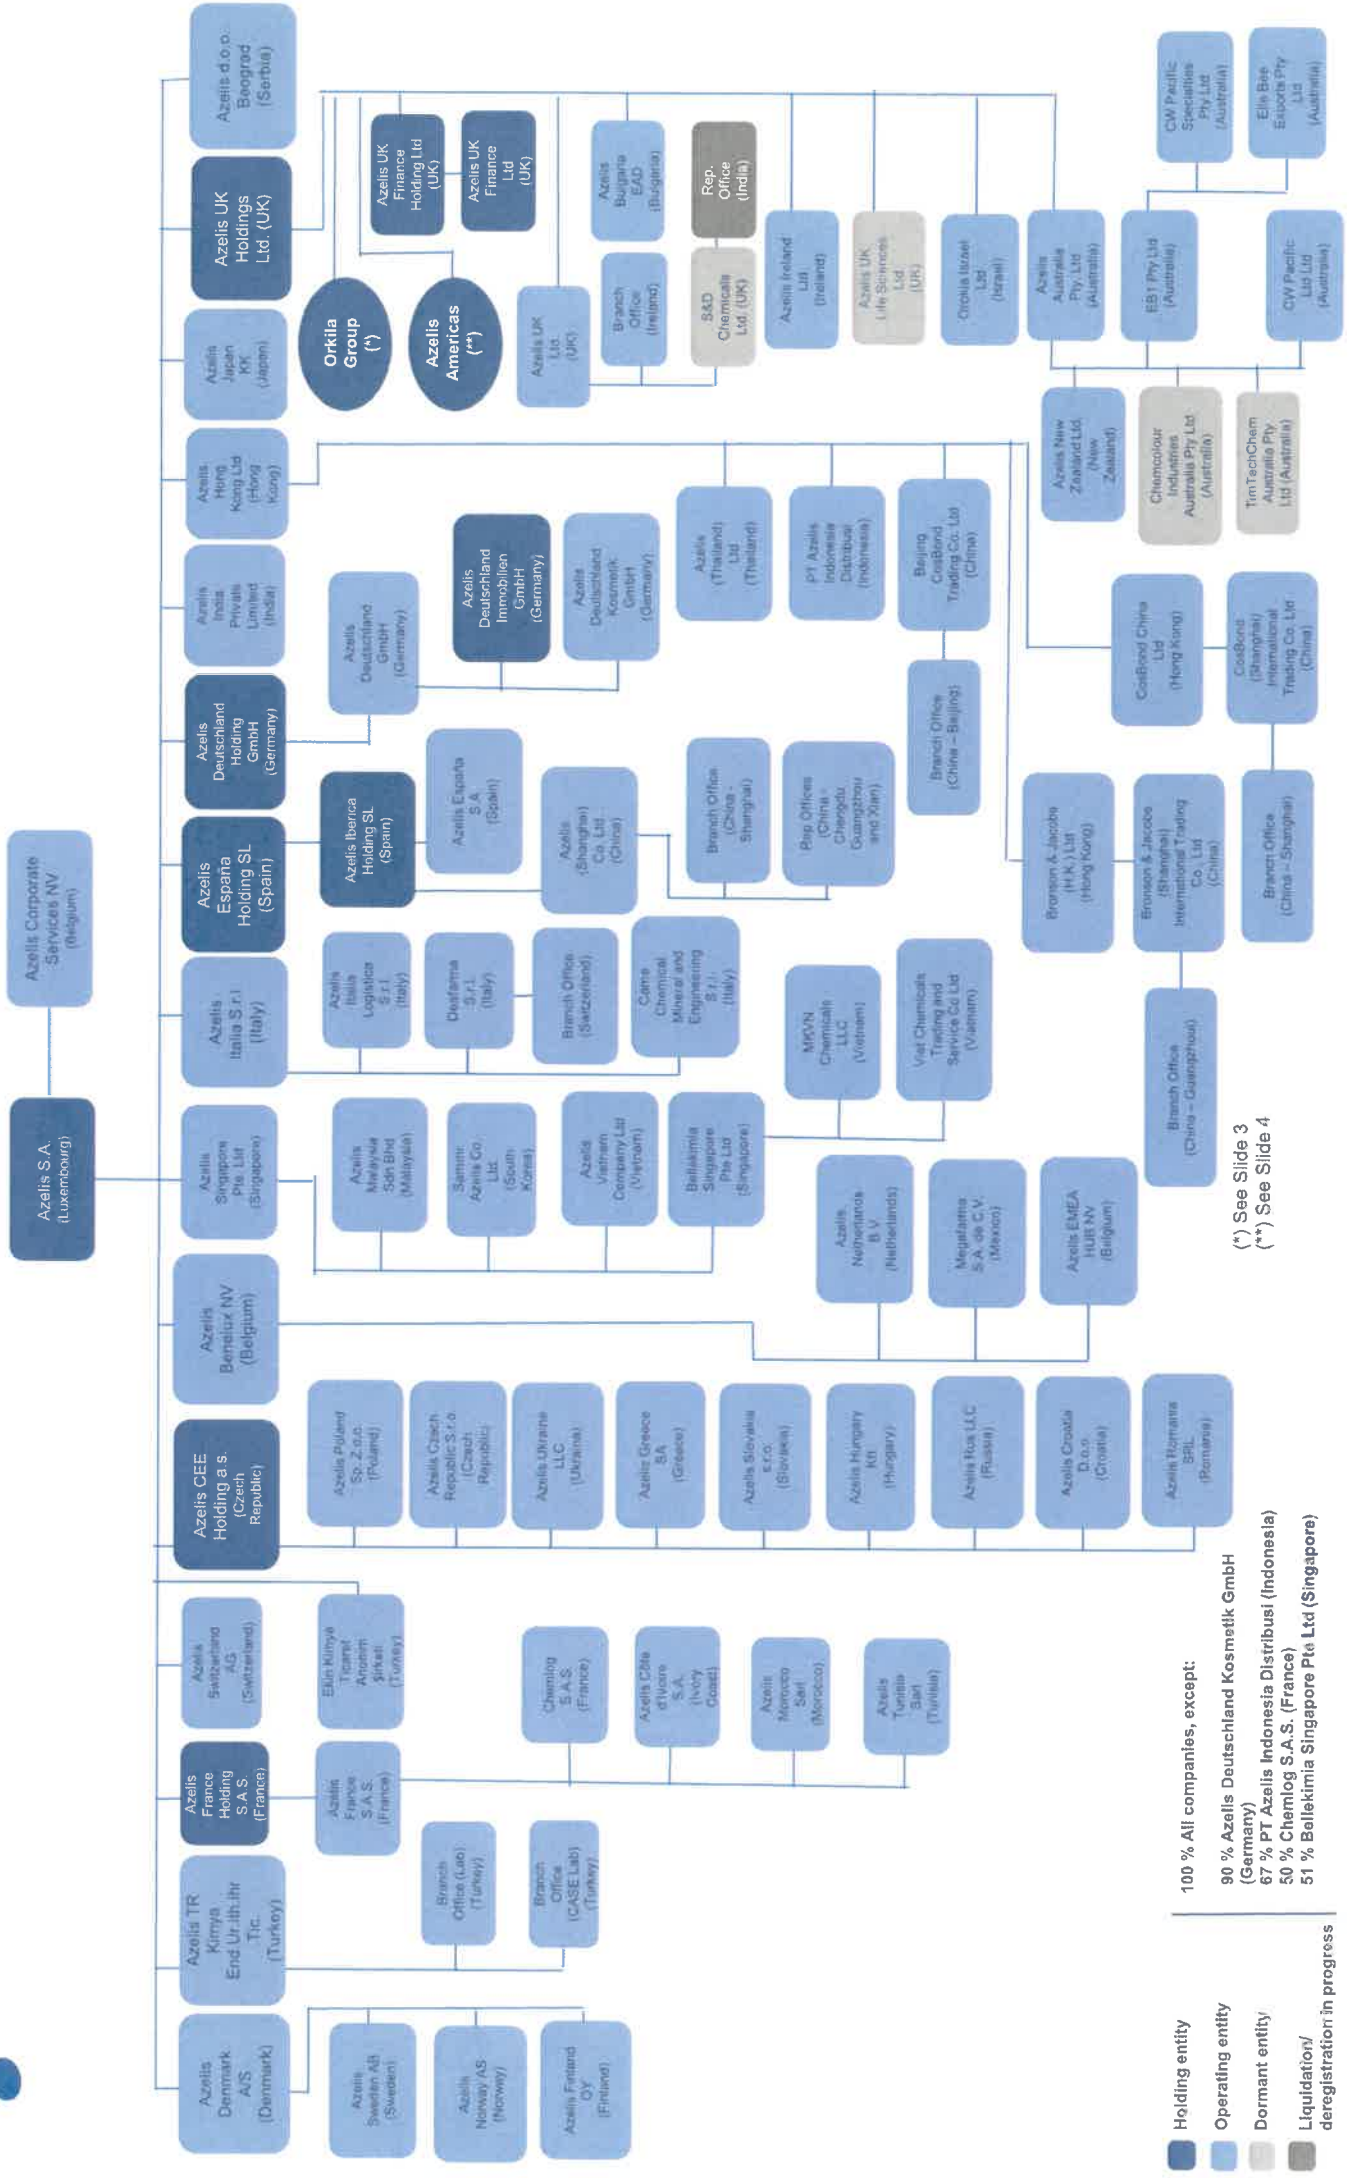 Azelis S.A.
(Luxembourg)
Azelis Corporate
Services NV
(Belgium)
Azelis
Denmark
A/S
(Denmark)
Azelis TR
Kimya
End.Ur.Ith.Ihr
.Tic.
(Turkey)
Azelis
France
Holding
S.A.S.
(France)
Azelis
Switzerland
AG
(Switzerland)
Azelis CEE
Holding a s.
(Czech
Republic)
Azelis
Benelux NV
(Belgium)
Azelis
Singapore
Pte. Ltd
(Singapore)
Azelis
Italia S.r.l
(Italy)
Azelis
España
Holding SL
(Spain)
Azelis
Deutschland
Holding
GmbH
(Germany)
Azelis
India
Private
Limited
(India)
Azelis
Hong
Kong Ltd
(Hong
Kong)
Azelis
Japan
KK
(Japan)
Azelis UK
Holdings
Ltd. (UK)
Azelis d.o.o.
Beograd
(Serbia)
Azelis
Sweden AB
(Sweden)
Azelis
Norway AS
(Norway)
Azelis Finland
OY
(Finland)
Branch
Office (Lab)
(Turkey)
Branch
Office
(CASE Lab)
(Turkey)
Azelis
France
S.A.S.
(France)
Chemlog
S.A.S.
(France)
Azelis Côte
d'Ivoire
S.A.
(Ivory
Coast)
Azelis
Morocco
Sarl
(Morocco)
Azelis
Tunisia
Sarl
(Tunisia)
Ekin Kimya
Ticaret
Anonim
Şirketi
(Turkey)
Azelis Poland
Sp. Z.o.o.
(Poland)
Azelis Czech
Republic S.r.o
(Czech
Republic)
Azelis Ukraine
LLC
(Ukraine)
Azelis Greece
SA
(Greece)
Azelis Slovakia
s.r.o.
(Slovakia)
Azelis Hungary
Kft
(Hungary)
Azelis Rus LLC
(Russia)
Azelis Croatia
D.o.o
(Croatia)
Azelis Romania
SRL
(Romania)
Azelis
Netherlands
B.V.
(Netherlands)
Megafarma
S.A. de C.V.
(Mexico)
Azelis EMEA
HUB NV
(Belgium)
Azelis
Malaysia
Sdn Bhd
(Malaysia)
Sammi
Azelis Co.
Ltd.
(South
Korea)
Azelis
Vietnam
Company Ltd
(Vietnam)
Bellekimia
Singapore
Pte Ltd
(Singapore)
MKVN
Chemicals
LLC
(Vietnam)
Viet Chemicals
Trading and
Service Co Ltd
(Vietnam)
Azelis
Italia
Logistica
S.r.l.
(Italy)
Desfarma
S.r.l.
(Italy)
Branch Office
(Switzerland)
Came
Chemical
Mineral and
Engineering
S.r.l.
(Italy)
Azelis Iberica
Holding SL
(Spain)
Azelis España
S.A
(Spain)
Azelis
(Shanghai)
Co., Ltd.
(China)
Branch Office
(China -
Shanghai)
Rep Offices
(China -
Chengdu
Guangzhou
and Xian)
Azelis
Deutschland
GmbH
(Germany)
Azelis
Deutschland
Immobilien
GmbH
(Germany)
Azelis
Deutschland
Kosmetik
GmbH
(Germany)
Azelis
(Thailand)
Ltd
(Thailand)
PT Azelis
Indonesia
Distribusi
(Indonesia)
Beijing
CosBond
Trading Co. Ltd
(China)
Branch Office
(China – Beijing)
Bronson & Jacobs
(H.K.) Ltd
(Hong Kong)
Bronson & Jacobs
(Shanghai)
International Trading
Co., Ltd
(China)
Branch Office
(China – Guangzhou)
CosBond China
Ltd
(Hong Kong)
CosBond
(Shanghai)
International
Trading Co. Ltd
(China)
Branch Office
(China – Shanghai)
Orkila
Group
(*)
Azelis
Americas
(**)
Azelis UK
Finance
Holding Ltd
(UK)
Azelis UK
Finance
Ltd
(UK)
Azelis UK
Ltd.
(UK)
Branch
Office
(Ireland)
S&D
Chemicals
Ltd. (UK)
Rep.
Office
(India)
Azelis
Bulgaria
EAD
(Bulgaria)
Azelis Ireland
Ltd.
(Ireland)
Azelis UK
Life Sciences
Ltd.
(UK)
Orokia Israel
Ltd
(Israel)
Azelis
Australia
Pty. Ltd
(Australia)
Azelis New
Zealand Ltd.
(New
Zealand)
Chemcolour
Industries
Australia Pty Ltd
(Australia)
TimTechChem
Australia Pty
Ltd (Australia)
EB1 Pty Ltd
(Australia)
CW Pacific
Ltd Ltd
(Australia)
CW Pacific
Specialties
Pty Ltd
(Australia)
Elle Bee
Exports Pty
Ltd
(Australia)
(*) See Slide 3
(**) See Slide 4
Holding entity
Operating entity
Dormant entity
Liquidation/
deregistration in progress
100 % All companies, except:
90 % Azelis Deutschland Kosmetik GmbH
(Germany)
67 % PT Azelis Indonesia Distribusi (Indonesia)
50 % Chemlog S.A.S. (France)
51 % Bellekimia Singapore Pte Ltd (Singapore)